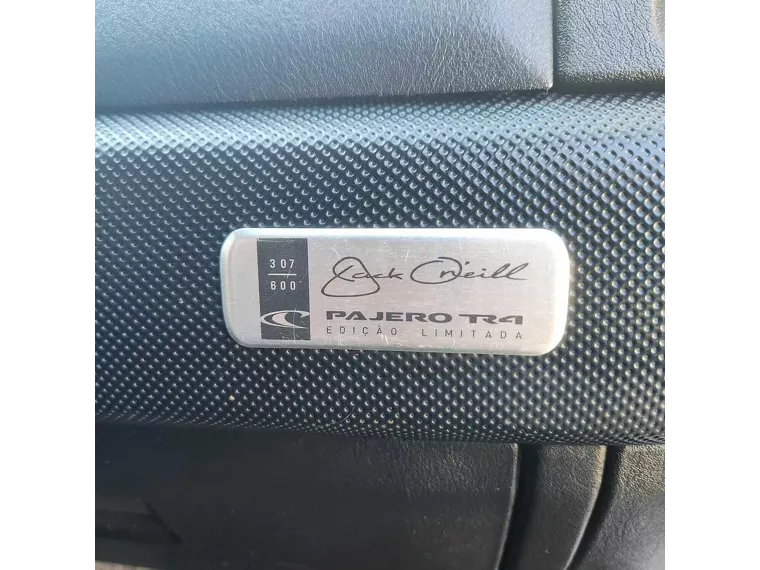 307
600
Jack O'Neill
PAJERO TR4
EDIÇÃO LIMITADA